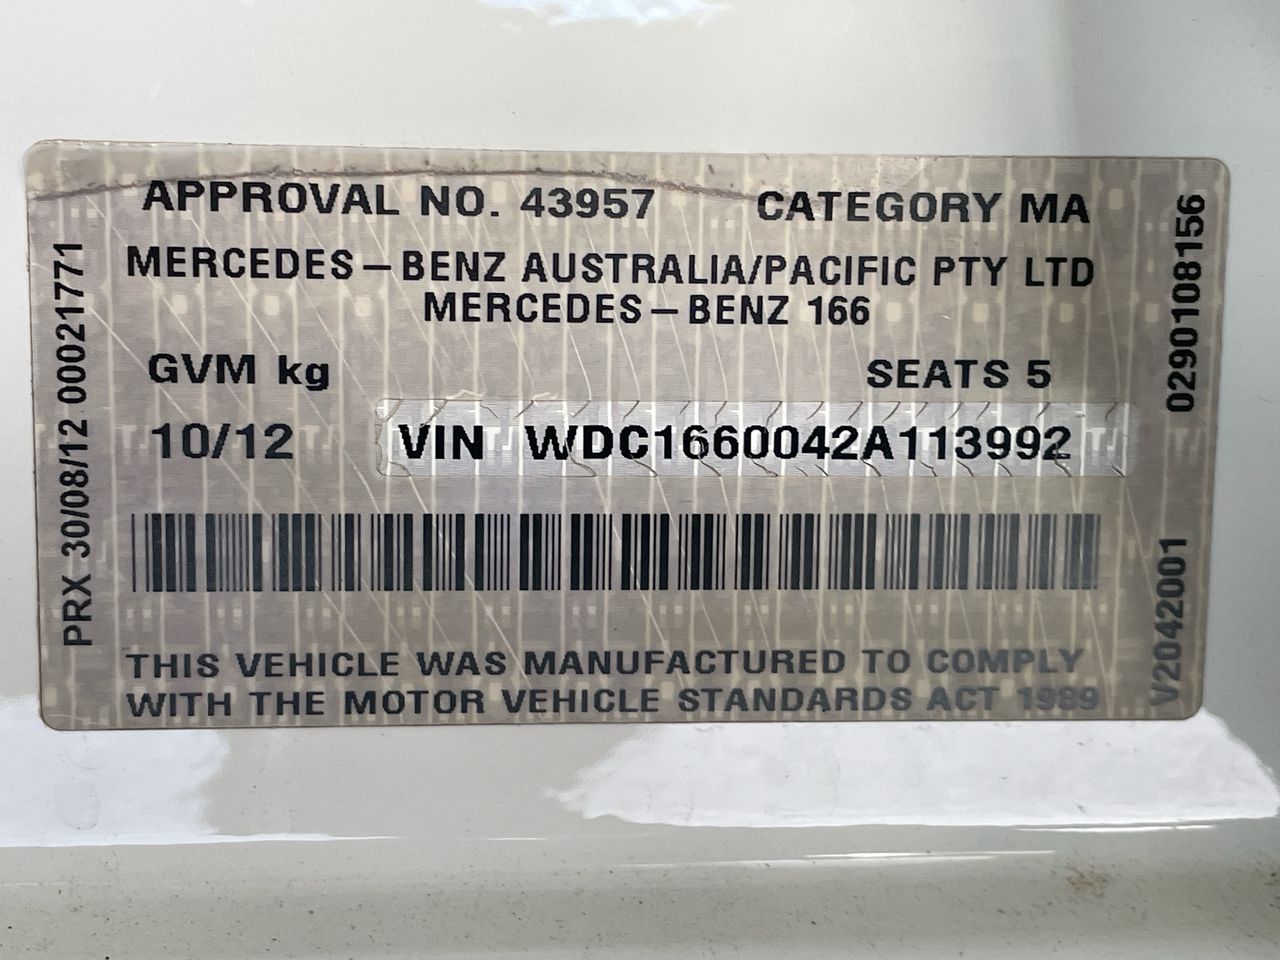 APPROVAL NO. 43957 CATEGORY MA
MERCEDES-BENZ AUSTRALIA/PACIFIC PTY LTD
MERCEDES-BENZ 166
GVM kg SEATS 5
10/12 VIN WDC1660042A113992
THIS VEHICLE WAS MANUFACTURED TO COMPLY
WITH THE MOTOR VEHICLE STANDARDS ACT 1989
PRX 30/08/12 00021771
0290108156
V2042001